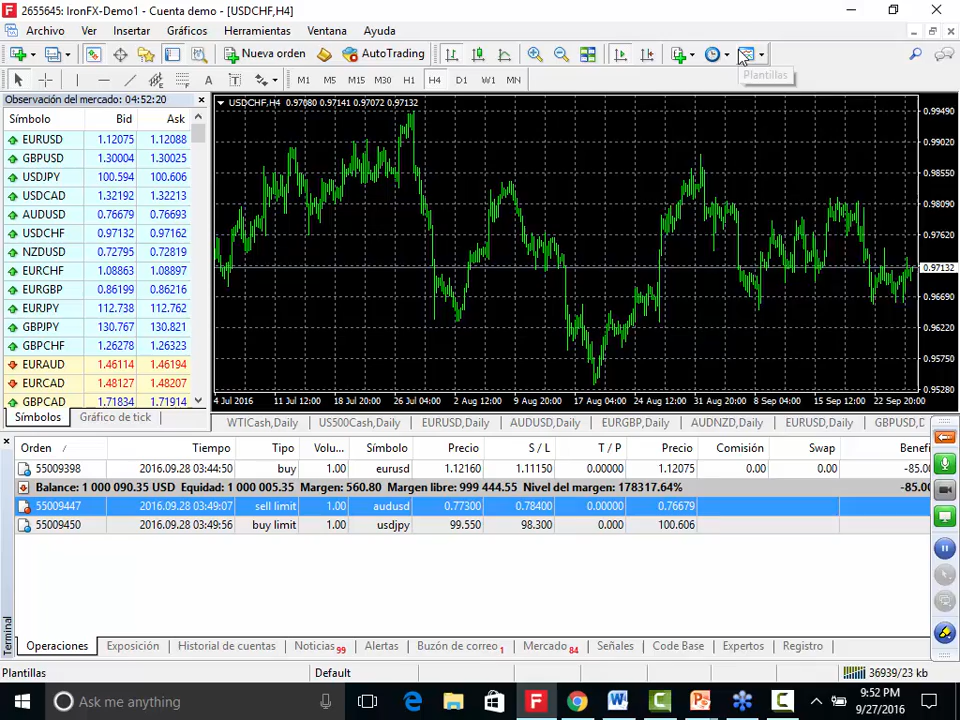 2655645: IronFX-Demo1 - Cuenta demo - [USDCHF,H4]
Archivo Ver Insertar Gráficos Herramientas Ventana Ayuda
Nueva orden AutoTrading
A T M1 M5 M15 M30 H1 H4 D1 W1 MN
Plantillas
Observación del mercado: 04:52:20
Símbolo Bid Ask
EURUSD 1.12075 1.12088
GBPUSD 1.30004 1.30025
USDJPY 100.594 100.606
USDCAD 1.32192 1.32213
AUDUSD 0.76679 0.76693
USDCHF 0.97132 0.97162
NZDUSD 0.72795 0.72819
EURCHF 1.08863 1.08897
EURGBP 0.86199 0.86216
EURJPY 112.738 112.762
GBPJPY 130.767 130.821
GBPCHF 1.26278 1.26323
EURAUD 1.46114 1.46194
EURCAD 1.48127 1.48207
GBPCAD 1.71834 1.71914
Símbolos Gráfico de tick
USDCHF,H4 0.97080 0.97141 0.97072 0.97132
0.99490
0.99020
0.98550
0.98090
0.97620
0.97132
0.96690
0.96220
0.95750
0.95280
4 Jul 2016 11 Jul 12:00 18 Jul 20:00 26 Jul 04:00 2 Aug 12:00 9 Aug 20:00 17 Aug 04:00 24 Aug 12:00 31 Aug 20:00 8 Sep 04:00 15 Sep 12:00 22 Sep 20:00
WTICash,Daily US500Cash,Daily EURUSD,Daily AUDUSD,Daily EURGBP,Daily AUDNZD,Daily EURUSD,Daily GBPUSD,D
Orden / Tiempo Tipo Volu... Símbolo Precio S / L T / P Precio Comisión Swap Benefi
55009398 2016.09.28 03:44:50 buy 1.00 eurusd 1.12160 1.11150 0.00000 1.12075 0.00 0.00 -85.0
Balance: 1 000 090.35 USD Equidad: 1 000 005.35 Margen: 560.80 Margen libre: 999 444.55 Nivel del margen: 178317.64% -85.0
55009447 2016.09.28 03:49:07 sell limit 1.00 audusd 0.77300 0.78400 0.00000 0.76679
55009450 2016.09.28 03:49:56 buy limit 1.00 usdjpy 99.550 98.300 0.000 100.606
Terminal
Operaciones Exposición Historial de cuentas Noticias 99 Alertas Buzón de correo 1 Mercado 84 Señales Code Base Expertos Registro
Plantillas Default 36939/23 kb
Ask me anything
9:52 PM
9/27/2016